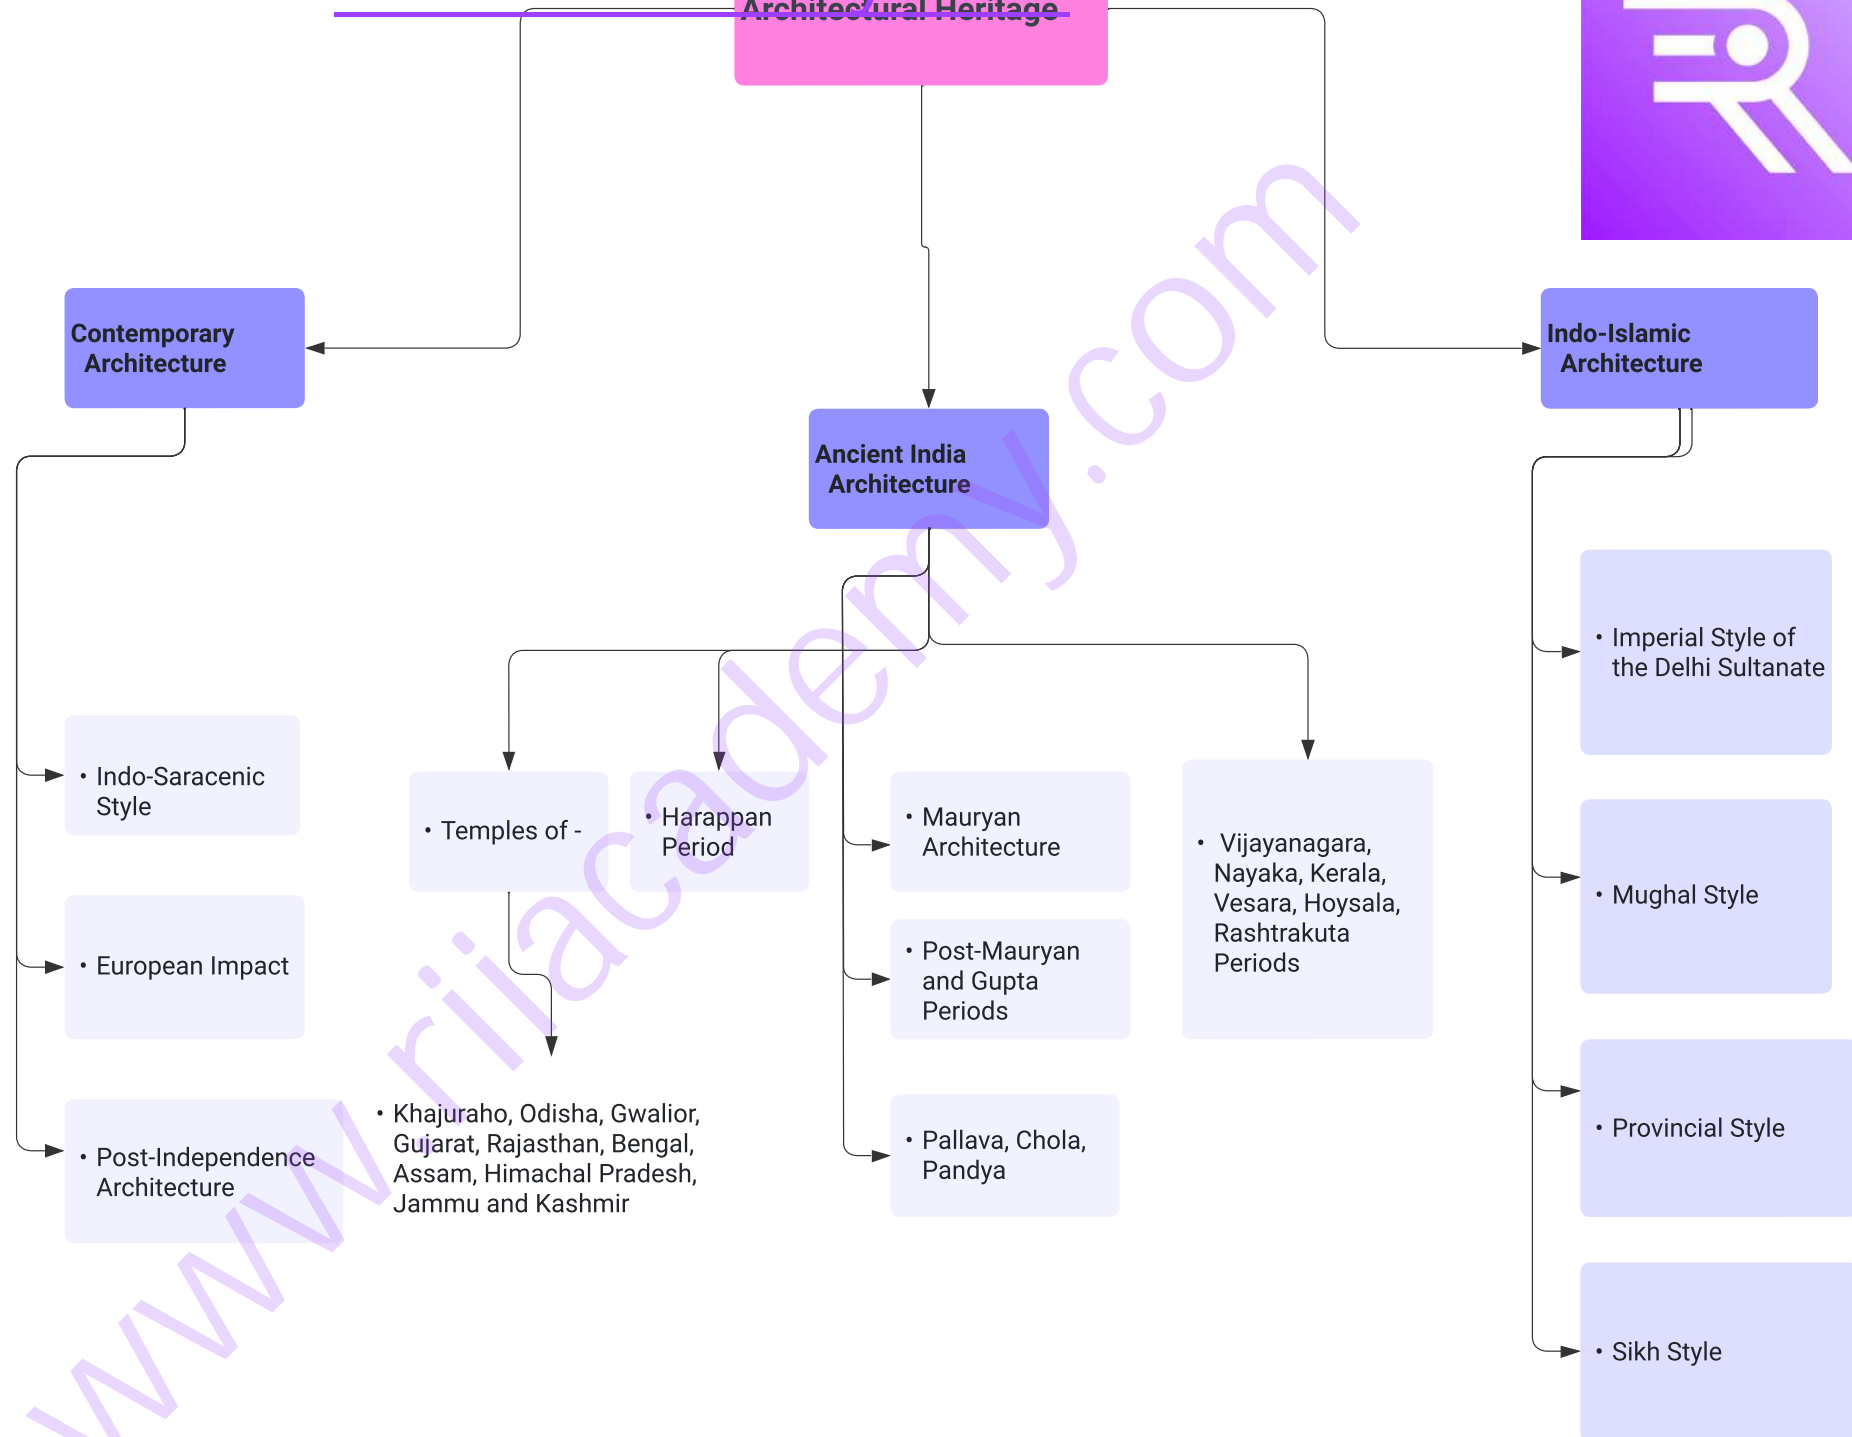 Architectural Heritage
Contemporary
Architecture
Indo-Islamic
Architecture
Ancient India
Architecture
• Imperial Style of
the Delhi Sultanate
• Indo-Saracenic
Style
• Temples of -
• Harappan
Period
• Mauryan
Architecture
• Vijayanagara,
Nayaka, Kerala,
Vesara, Hoysala,
Rashtrakuta
Periods
• Mughal Style
• European Impact
• Post-Mauryan
and Gupta
Periods
• Post-Independence
Architecture
• Khajuraho, Odisha, Gwalior,
Gujarat, Rajasthan, Bengal,
Assam, Himachal Pradesh,
Jammu and Kashmir
• Pallava, Chola,
Pandya
• Provincial Style
• Sikh Style
www.rijacademy.com